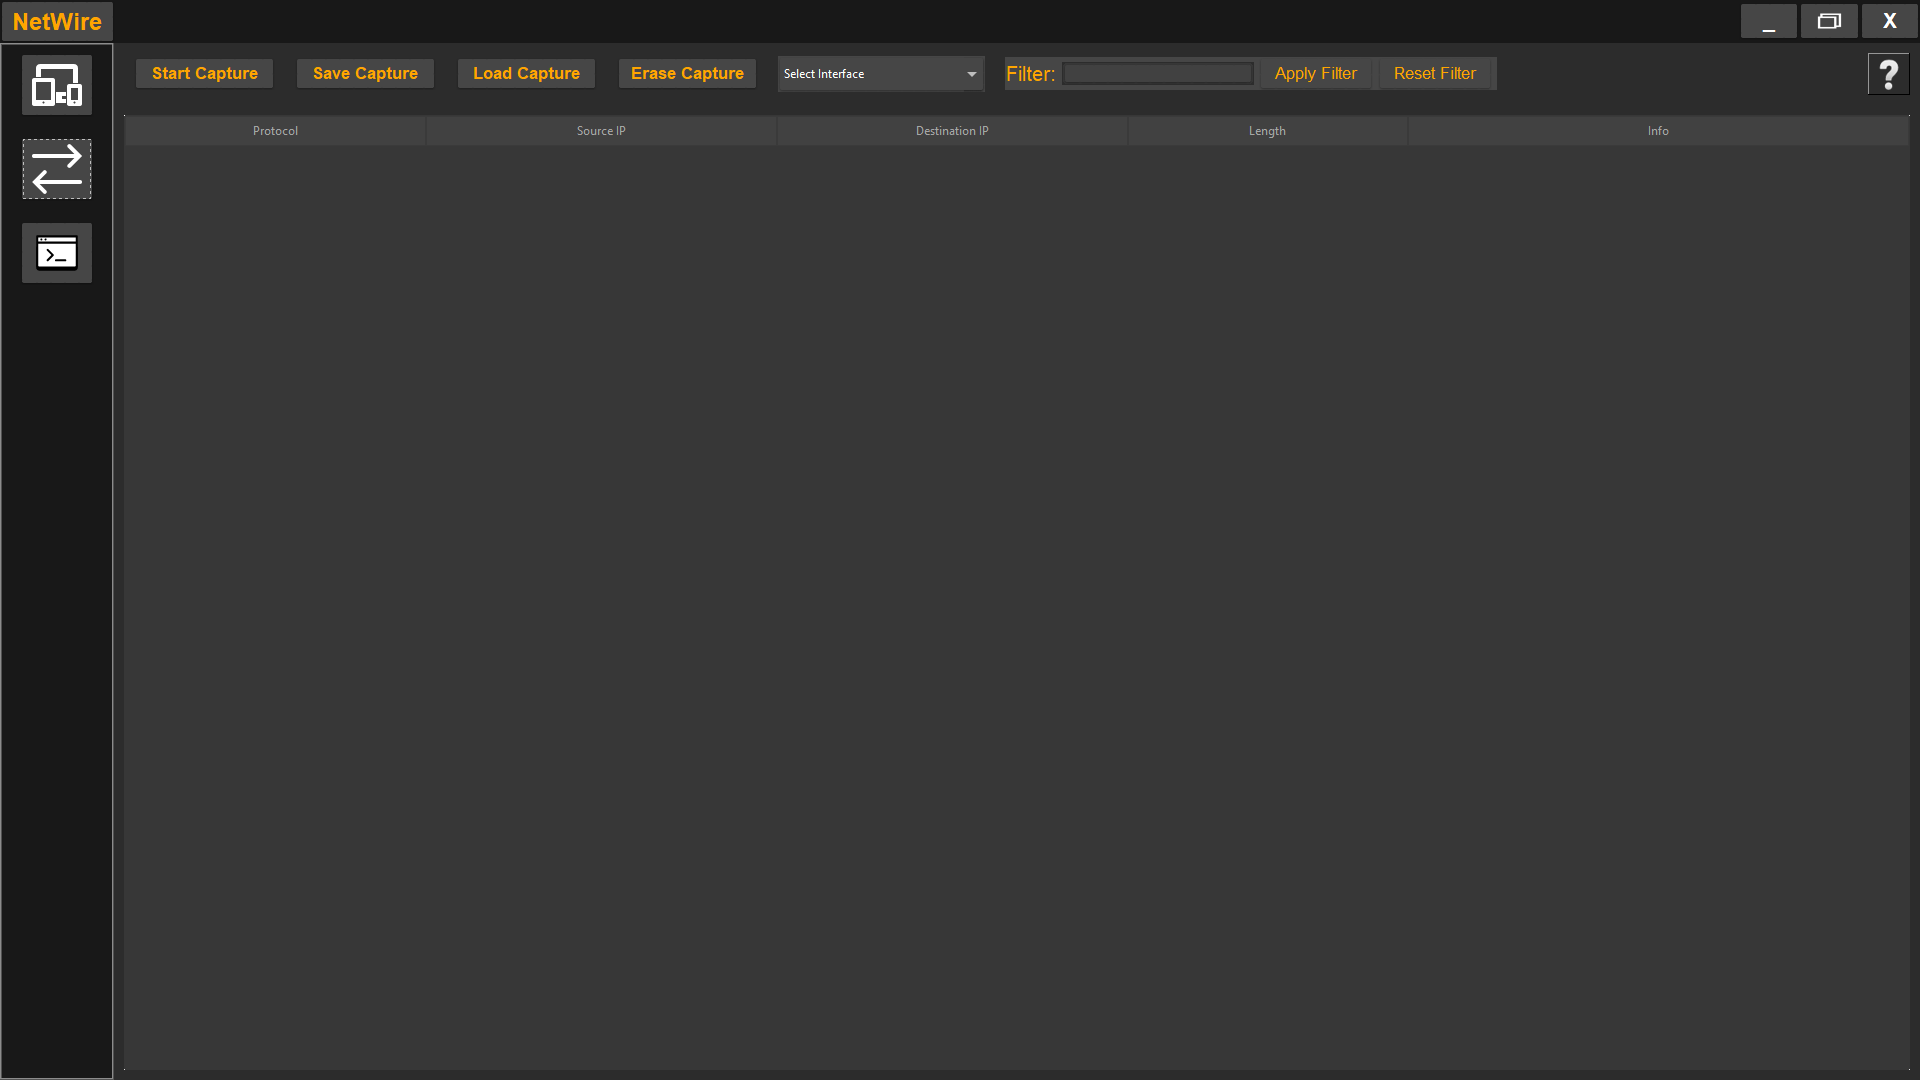 NetWire
_ X
Start Capture Save Capture Load Capture Erase Capture Select Interface Filter: Apply Filter Reset Filter ?
Protocol Source IP Destination IP Length Info
>_